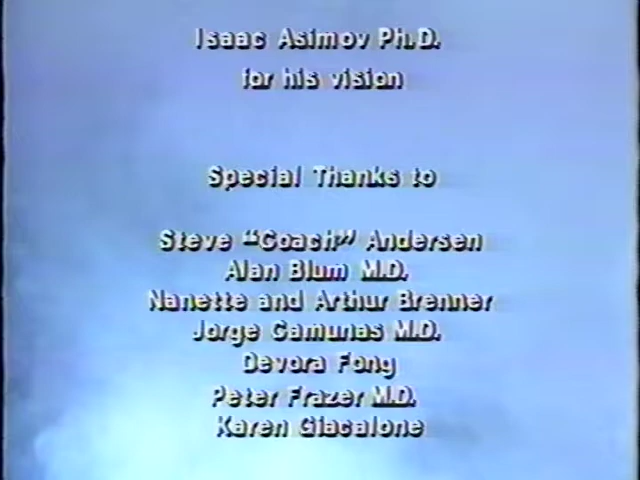 Isaac Asimov Ph.D.
for his vision
Special Thanks to
Steve "Coach" Andersen
Alan Blum M.D.
Nanette and Arthur Brenner
Jorge Camunas M.D.
Devora Fong
Peter Frazer M.D.
Karen Giacalone